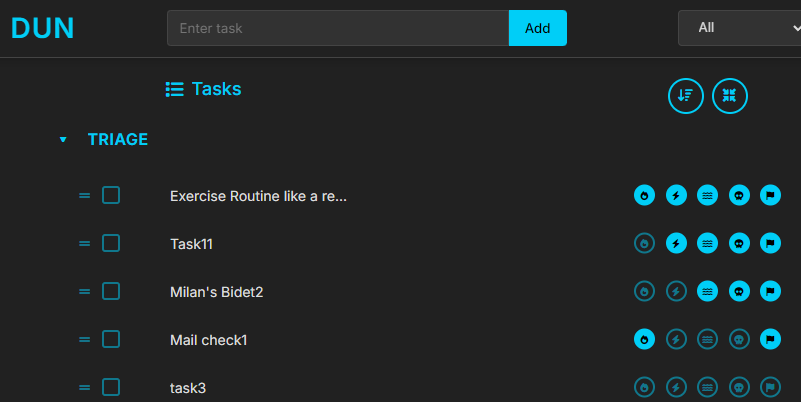 DUN
Enter task
Add
All
Tasks
TRIAGE
Exercise Routine like a re...
Task11
Milan's Bidet2
Mail check1
task3